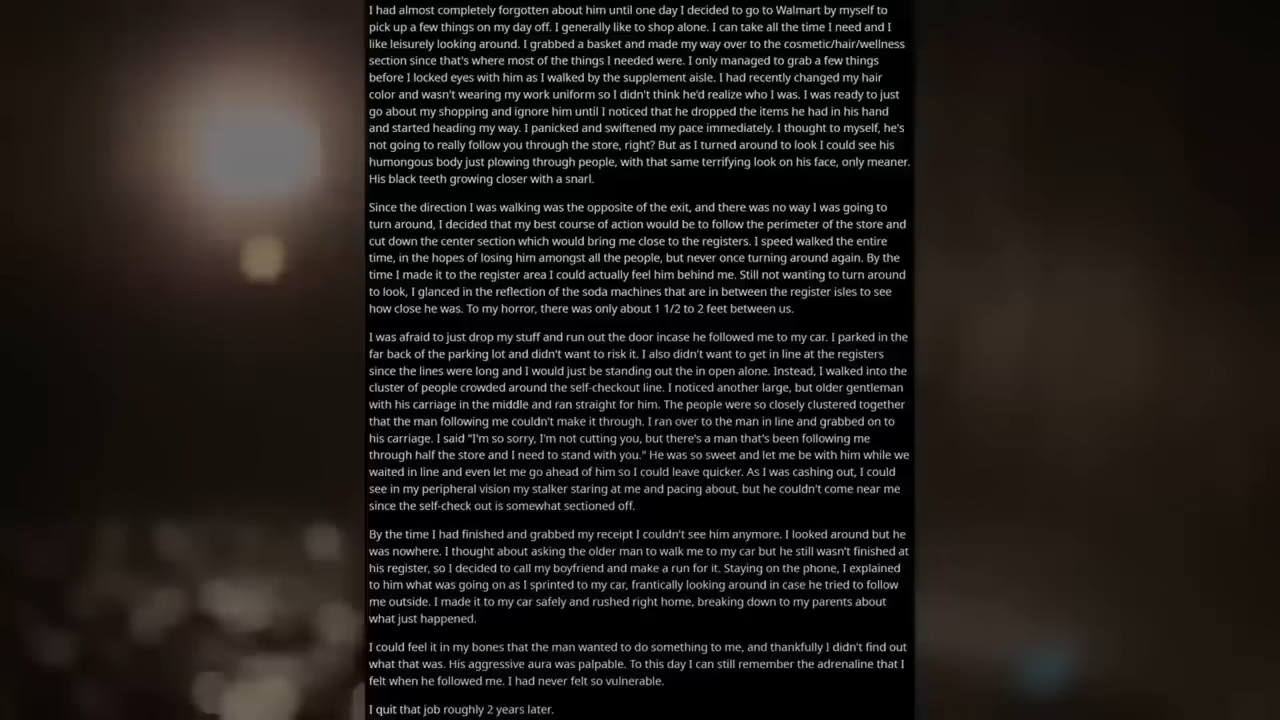 I had almost completely forgotten about him until one day I decided to go to Walmart by myself to
pick up a few things on my day off. I generally like to shop alone. I can take all the time I need and I
like leisurely looking around. I grabbed a basket and made my way over to the cosmetic/hair/wellness
section since that's where most of the things I needed were. I only managed to grab a few things
before I locked eyes with him as I walked by the supplement aisle. I had recently changed my hair
color and wasn't wearing my work uniform so I didn't think he'd realize who I was. I was ready to just
go about my shopping and ignore him until I noticed that he dropped the items he had in his hand
and started heading my way. I panicked and swiftened my pace immediately. I thought to myself, he's
not going to really follow you through the store, right? But as I turned around to look I could see his
humongous body just plowing through people, with that same terrifying look on his face, only meaner.
His black teeth growing closer with a snarl.
Since the direction I was walking was the opposite of the exit, and there was no way I was going to
turn around, I decided that my best course of action would be to follow the perimeter of the store and
cut down the center section which would bring me close to the registers. I speed walked the entire
time, in the hopes of losing him amongst all the people, but never once turning around again. By the
time I made it to the register area I could actually feel him behind me. Still not wanting to turn around
to look, I glanced in the reflection of the soda machines that are in between the register isles to see
how close he was. To my horror, there was only about 1 1/2 to 2 feet between us.
I was afraid to just drop my stuff and run out the door incase he followed me to my car. I parked in the
far back of the parking lot and didn't want to risk it. I also didn't want to get in line at the registers
since the lines were long and I would just be standing out the in open alone. Instead, I walked into the
cluster of people crowded around the self-checkout line. I noticed another large, but older gentleman
with his carriage in the middle and ran straight for him. The people were so closely clustered together
that the man following me couldn't make it through. I ran over to the man in line and grabbed on to
his carriage. I said "I'm so sorry, I'm not cutting you, but there's a man that's been following me
through half the store and I need to stand with you." He was so sweet and let me be with him while we
waited in line and even let me go ahead of him so I could leave quicker. As I was cashing out, I could
see in my peripheral vision my stalker staring at me and pacing about, but he couldn't come near me
since the self-check out is somewhat sectioned off.
By the time I had finished and grabbed my receipt I couldn't see him anymore. I looked around but he
was nowhere. I thought about asking the older man to walk me to my car but he still wasn't finished at
his register, so I decided to call my boyfriend and make a run for it. Staying on the phone, I explained
to him what was going on as I sprinted to my car, frantically looking around in case he tried to follow
me outside. I made it to my car safely and rushed right home, breaking down to my parents about
what just happened.
I could feel it in my bones that the man wanted to do something to me, and thankfully I didn't find out
what that was. His aggressive aura was palpable. To this day I can still remember the adrenaline that I
felt when he followed me. I had never felt so vulnerable.
I quit that job roughly 2 years later.